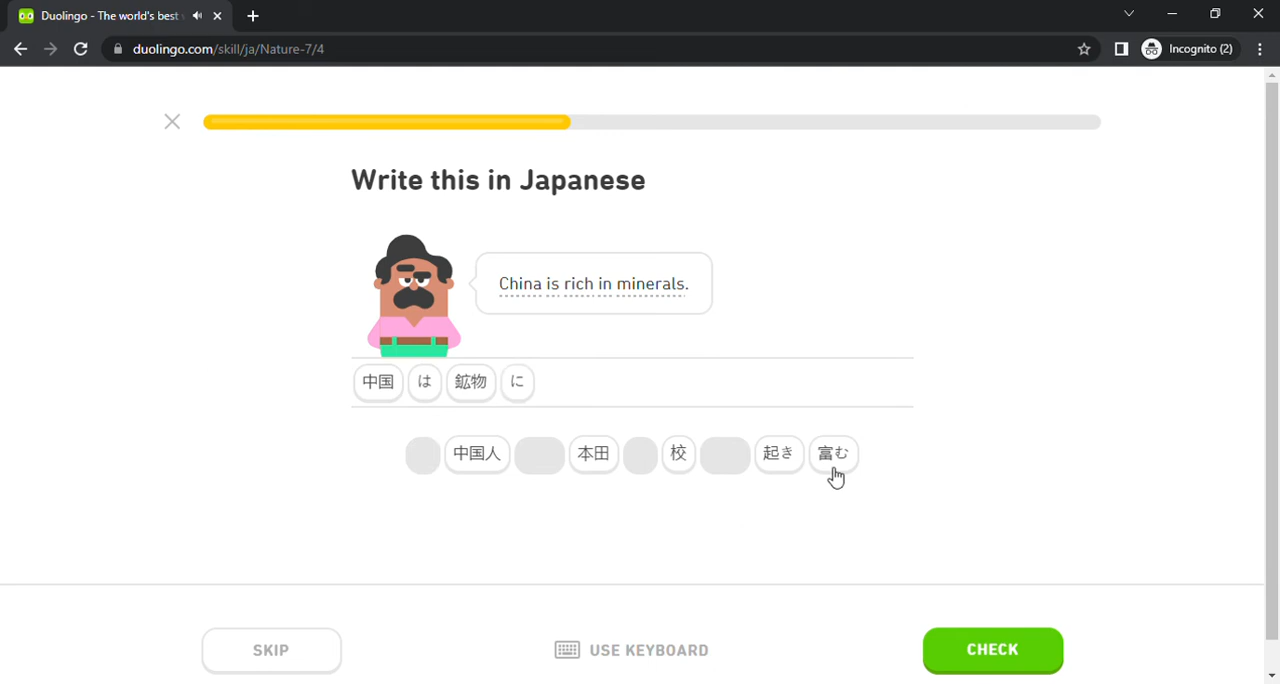 Duolingo - The world's best
duolingo.com/skill/ja/Nature-7/4
Incognito (2)
Write this in Japanese
China is rich in minerals.
中国 は 鉱物 に
中国人 本田 校 起き 富む
SKIP
USE KEYBOARD
CHECK